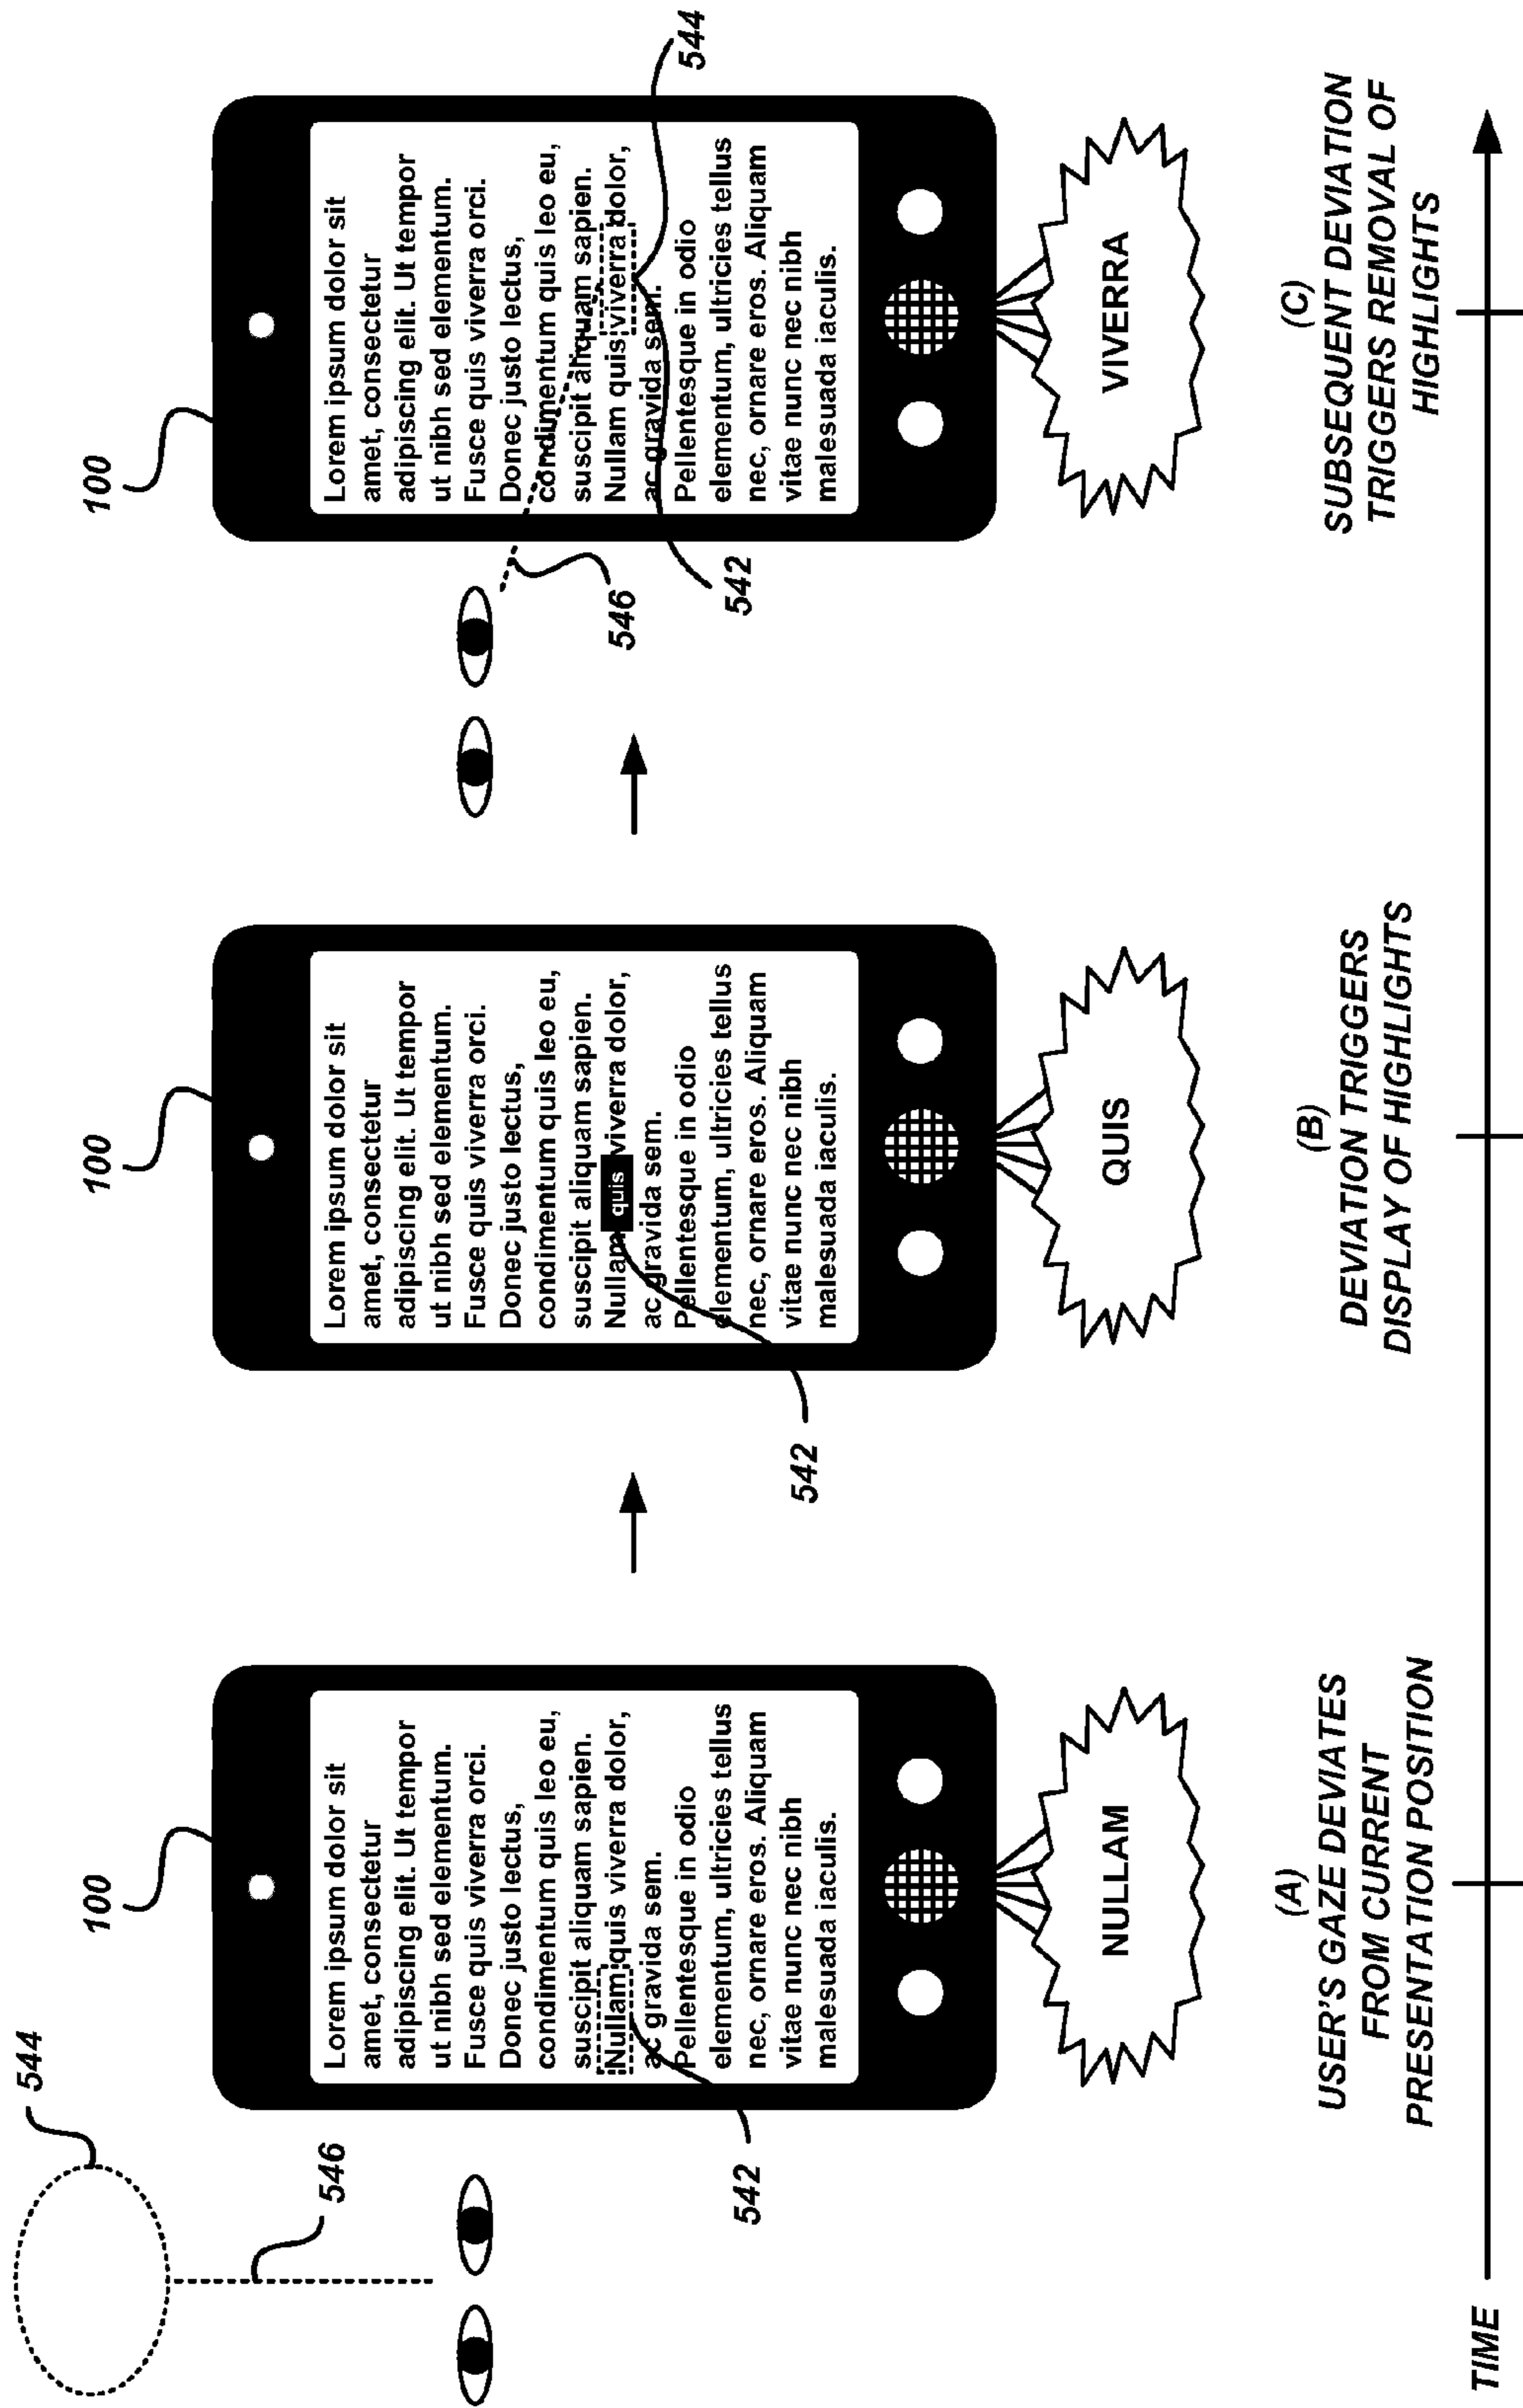 544
546
100
Lorem ipsum dolor sit
amet, consectetur
adipiscing elit. Ut tempor
ut nibh sed elementum.
Fusce quis viverra orci.
Donec justo lectus,
condimentum quis leo eu,
suscipit aliquam sapien.
Nullam quis viverra dolor,
ac gravida sem.
Pellentesque in odio
elementum, ultricies tellus
nec, ornare eros. Aliquam
vitae nunc nec nibh
malesuada iaculis.
542
NULLAM
(A)
USER'S GAZE DEVIATES
FROM CURRENT
PRESENTATION POSITION
100
Lorem ipsum dolor sit
amet, consectetur
adipiscing elit. Ut tempor
ut nibh sed elementum.
Fusce quis viverra orci.
Donec justo lectus,
condimentum quis leo eu,
suscipit aliquam sapien.
Nullam quis viverra dolor,
ac gravida sem.
Pellentesque in odio
elementum, ultricies tellus
nec, ornare eros. Aliquam
vitae nunc nec nibh
malesuada iaculis.
542
QUIS
(B)
DEVIATION TRIGGERS
DISPLAY OF HIGHLIGHTS
100
Lorem ipsum dolor sit
amet, consectetur
adipiscing elit. Ut tempor
ut nibh sed elementum.
Fusce quis viverra orci.
Donec justo lectus,
condimentum quis leo eu,
suscipit aliquam sapien.
Nullam quis viverra dolor,
ac gravida sem.
Pellentesque in odio
elementum, ultricies tellus
nec, ornare eros. Aliquam
vitae nunc nec nibh
malesuada iaculis.
546
542
544
VIVERRA
(C)
SUBSEQUENT DEVIATION
TRIGGERS REMOVAL OF
HIGHLIGHTS
TIME